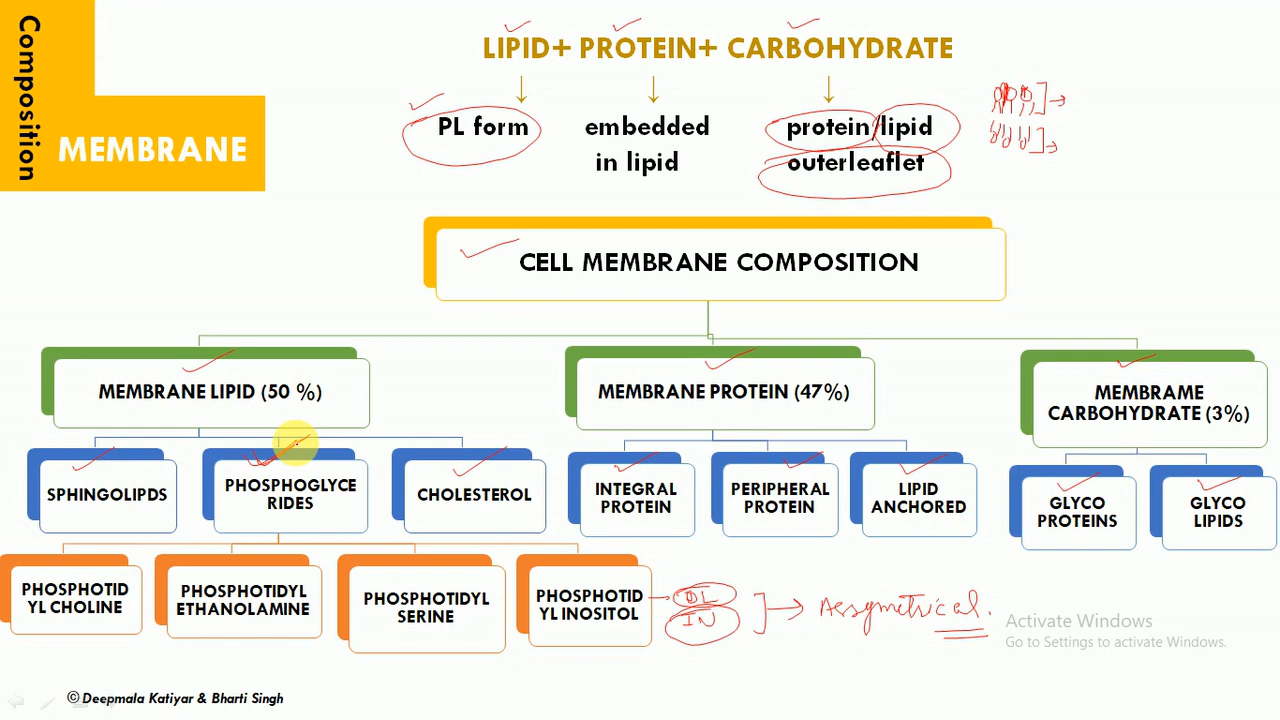 Composition
MEMBRANE
LIPID+ PROTEIN+ CARBOHYDRATE
PL form
embedded
in lipid
protein/lipid
outerleaflet
CELL MEMBRANE COMPOSITION
MEMBRANE LIPID (50 %)
MEMBRANE PROTEIN (47%)
MEMBRAME
CARBOHYDRATE (3%)
SPHINGOLIPDS
PHOSPHOGLYCE
RIDES
CHOLESTEROL
INTEGRAL
PROTEIN
PERIPHERAL
PROTEIN
LIPID
ANCHORED
GLYCO
PROTEINS
GLYCO
LIPIDS
PHOSPHOTID
YL CHOLINE
PHOSPHOTIDYL
ETHANOLAMINE
PHOSPHOTIDYL
SERINE
PHOSPHOTID
YL INOSITOL
OL
IN
Assymetrical.
Activate Windows
Go to Settings to activate Windows.
© Deepmala Katiyar & Bharti Singh